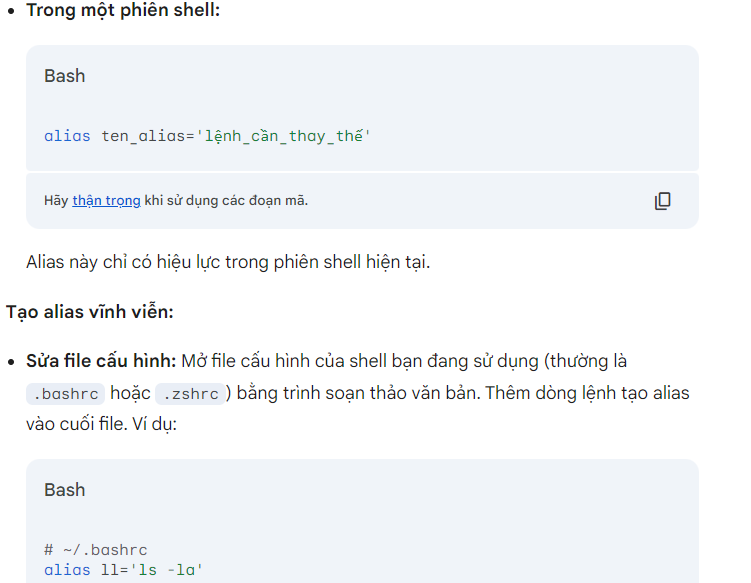 Trong một phiên shell:
Bash
alias ten_alias='lệnh_cần_thay_thế'
Hãy thận trọng khi sử dụng các đoạn mã.
Alias này chỉ có hiệu lực trong phiên shell hiện tại.
Tạo alias vĩnh viễn:
Sửa file cấu hình: Mở file cấu hình của shell bạn đang sử dụng (thường là
.bashrc hoặc .zshrc ) bằng trình soạn thảo văn bản. Thêm dòng lệnh tạo alias
vào cuối file. Ví dụ:
Bash
# ~/.bashrc
alias ll='ls -la'